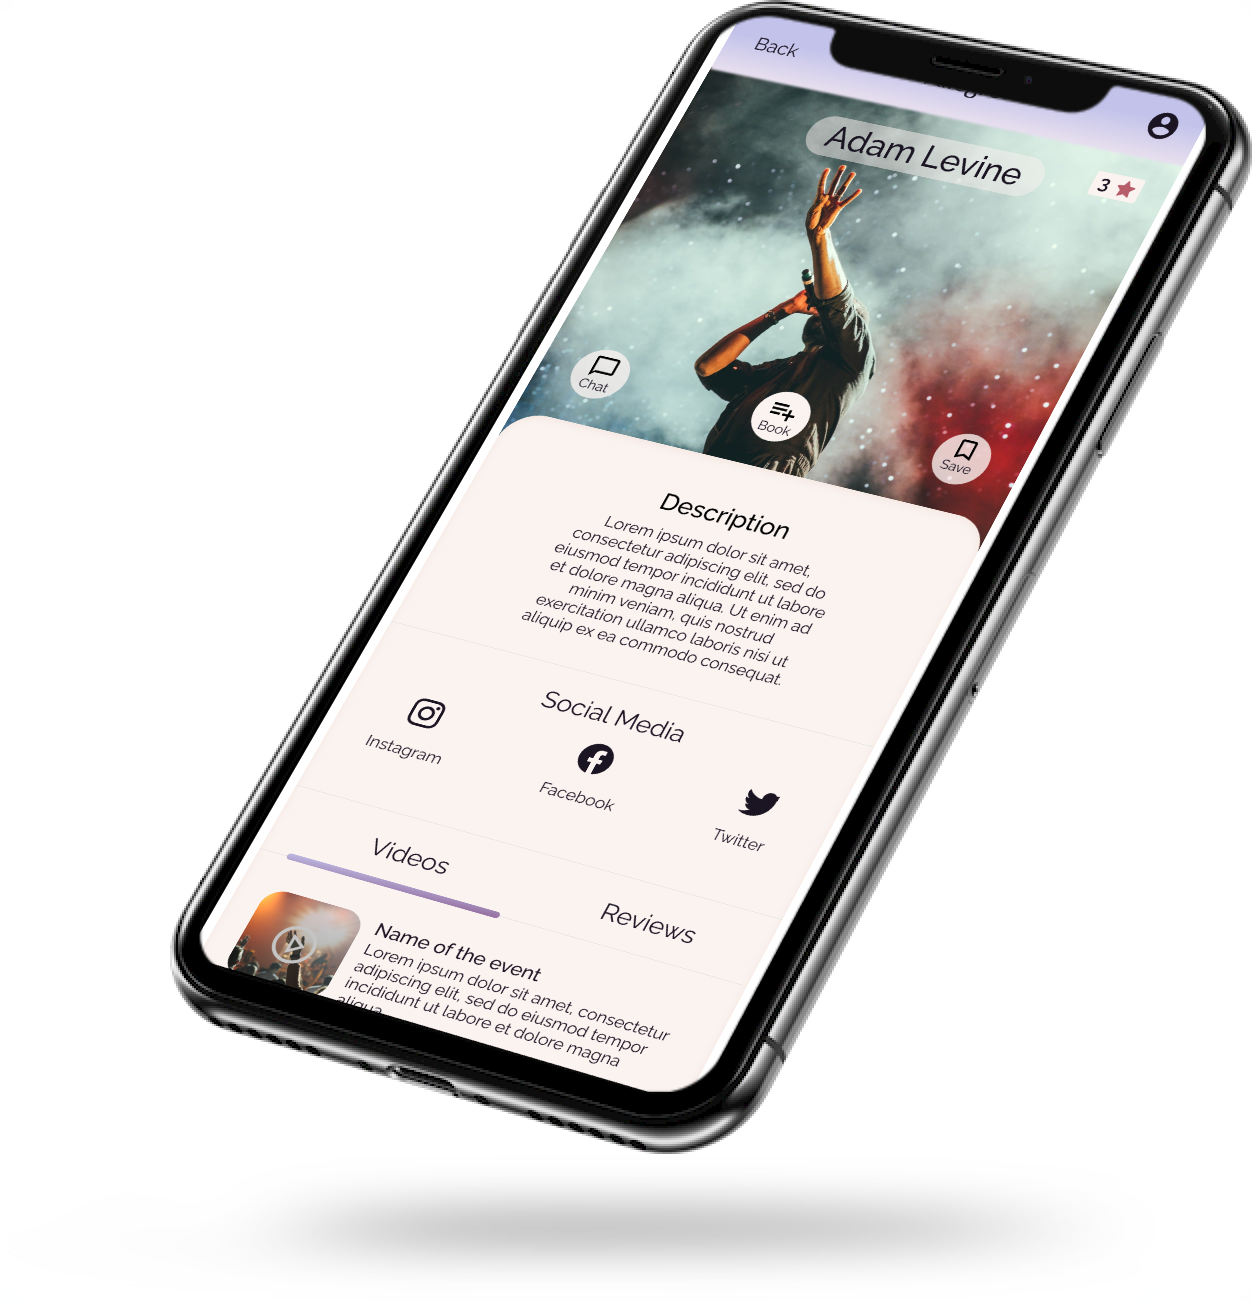 Back
Adam Levine
3
Chat
Book
Save
Description
Lorem ipsum dolor sit amet,
consectetur adipiscing elit, sed do
eiusmod tempor incididunt ut labore
et dolore magna aliqua. Ut enim ad
minim veniam, quis nostrud
exercitation ullamco laboris nisi ut
aliquip ex ea commodo consequat.
Social Media
Instagram
Facebook
Twitter
Videos
Reviews
Name of the event
Lorem ipsum dolor sit amet, consectetur
adipiscing elit, sed do eiusmod tempor
incididunt ut labore et dolore magna
aliqua